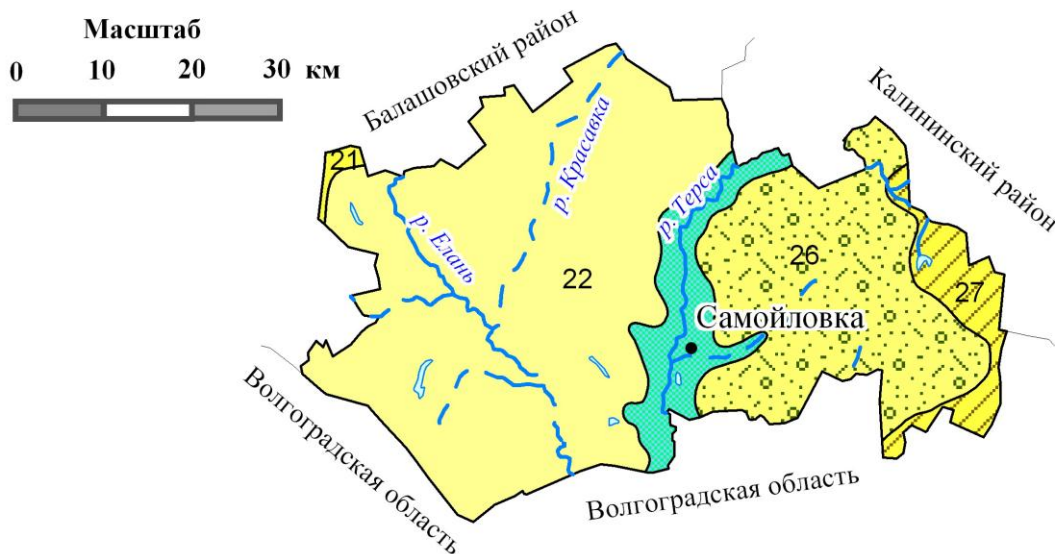 Масштаб
0 10 20 30 км
Балашовский район
Калининский район
21
р. Красавка
р. Терса
р. Елань
22
26
27
Самойловка
Волгоградская область
Волгоградская область